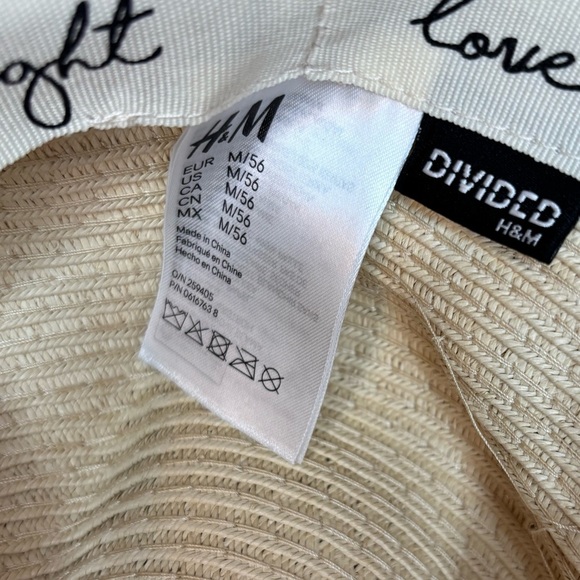 ght
love
H&M
EUR M/56
US M/56
CA M/56
CN M/56
MX M/56
Made in China
Fabriqué en Chine
Hecho en China
O/N 259405
P/N 0616763 8
DIVIDED
H&M